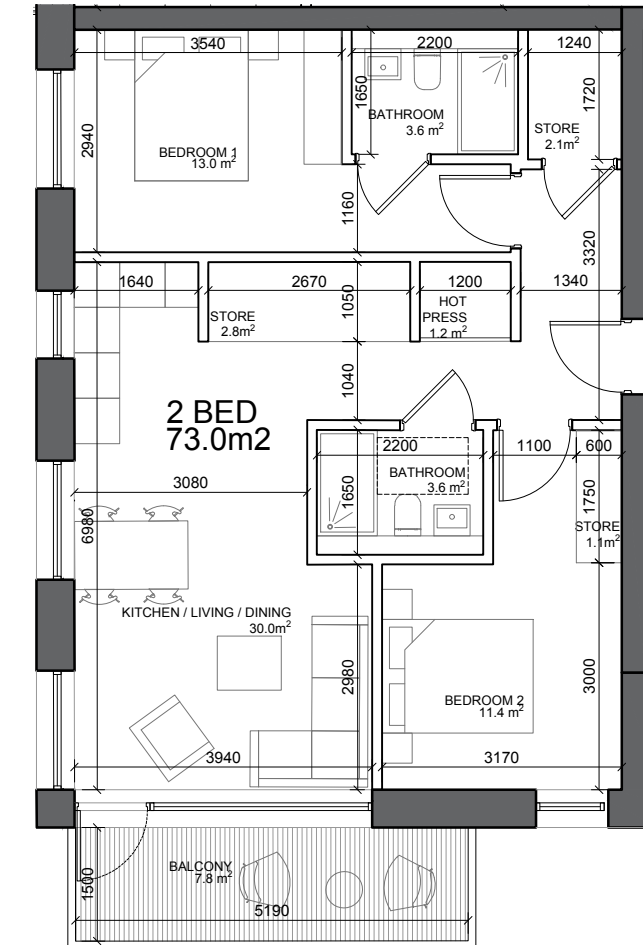 3540
2200
1240
1650
1720
2940
BATHROOM
3.6 m²
STORE
2.1m²
BEDROOM 1
13.0 m²
1160
3320
1640
2670
1200
1340
1050
HOT
PRESS
1.2 m²
STORE
2.8m²
1040
2 BED
73.0m2
2200
1100
600
BATHROOM
3.6 m²
3080
1650
1750
6980
STORE
1.1m²
KITCHEN / LIVING / DINING
30.0m²
2980
3000
BEDROOM 2
11.4 m²
3940
3170
BALCONY
7.8 m²
1500
5190